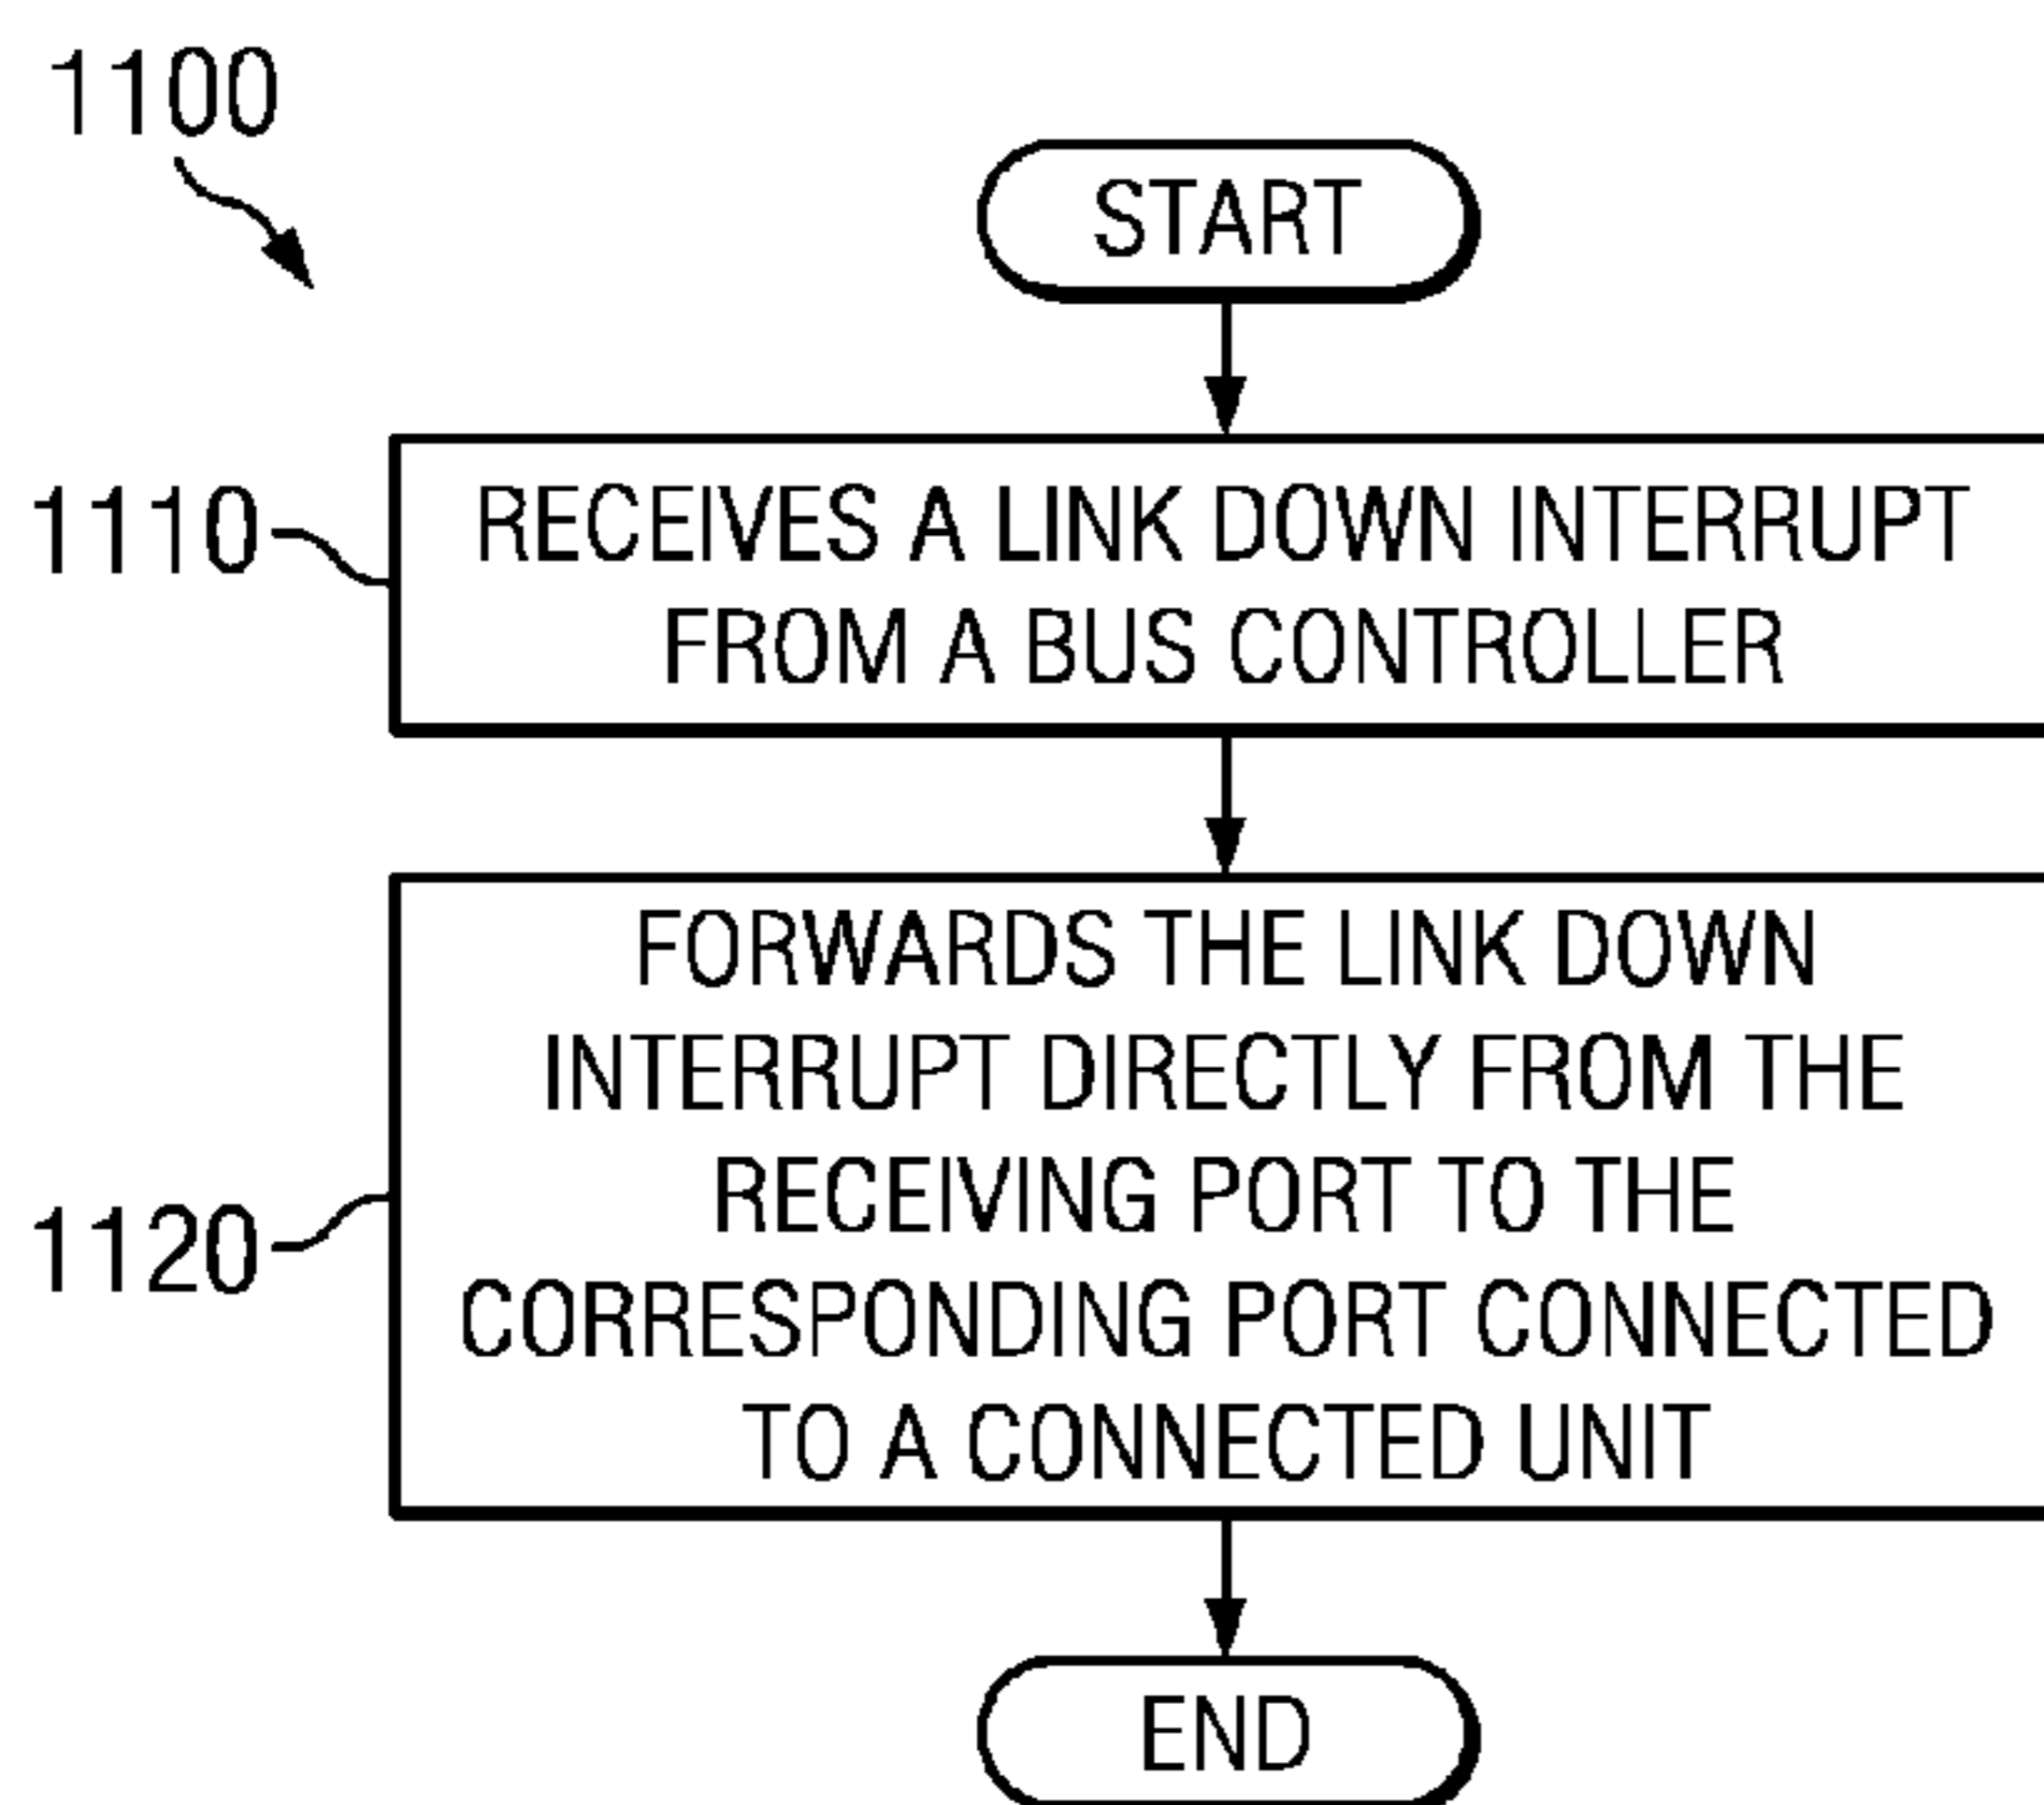 1100
START
1110
RECEIVES A LINK DOWN INTERRUPT
FROM A BUS CONTROLLER
FORWARDS THE LINK DOWN
INTERRUPT DIRECTLY FROM THE
RECEIVING PORT TO THE
1120
CORRESPONDING PORT CONNECTED
TO A CONNECTED UNIT
END